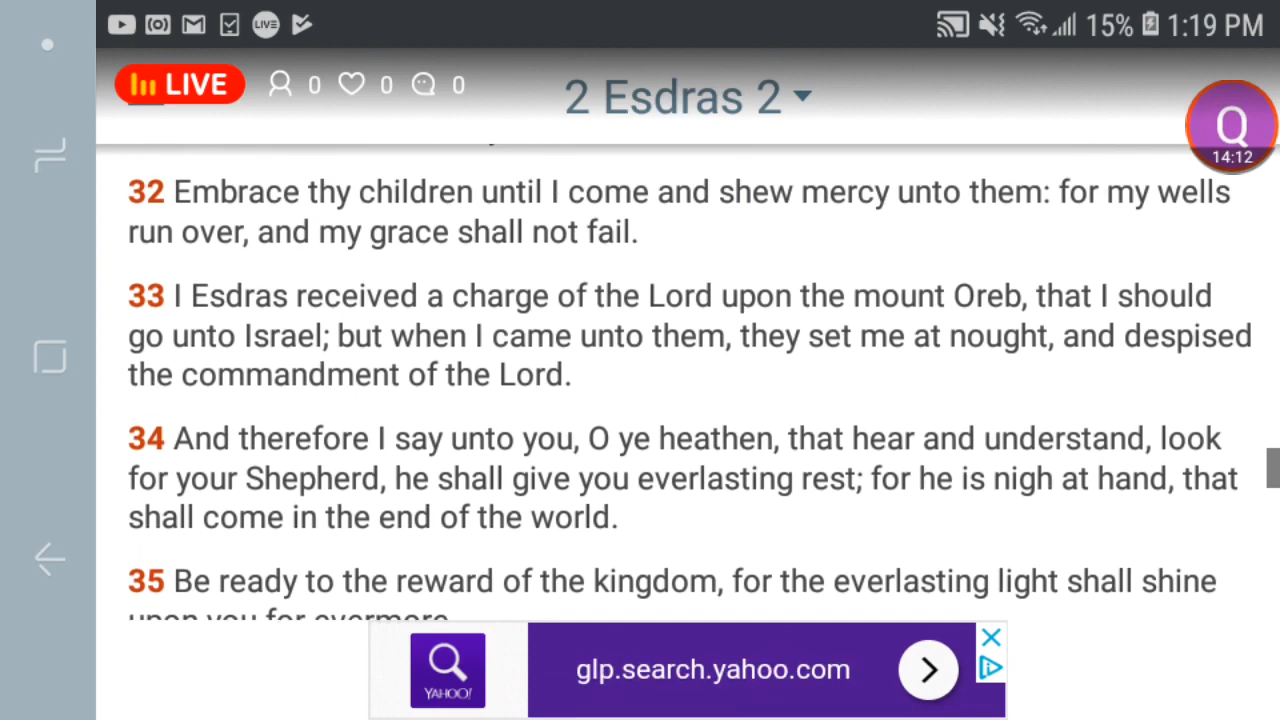 LIVE 15% 1:19 PM
LIVE 0 0 0
2 Esdras 2
Q
14:12
32 Embrace thy children until I come and shew mercy unto them: for my wells
run over, and my grace shall not fail.
33 I Esdras received a charge of the Lord upon the mount Oreb, that I should
go unto Israel; but when I came unto them, they set me at nought, and despised
the commandment of the Lord.
34 And therefore I say unto you, O ye heathen, that hear and understand, look
for your Shepherd, he shall give you everlasting rest; for he is nigh at hand, that
shall come in the end of the world.
35 Be ready to the reward of the kingdom, for the everlasting light shall shine
upon you for evermore
YAHOO!
glp.search.yahoo.com